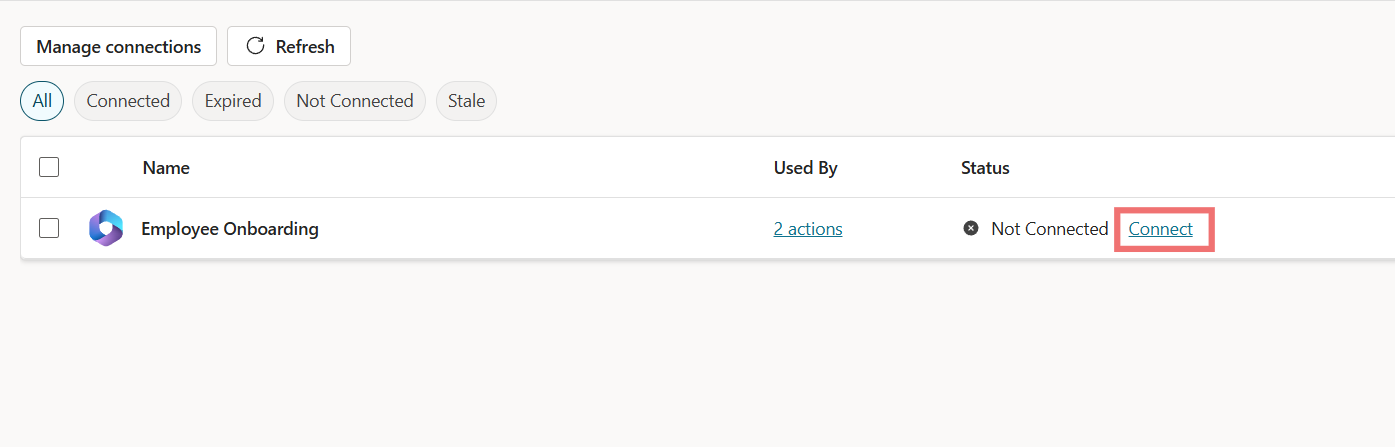 Manage connections Refresh
All Connected Expired Not Connected Stale
Name Used By Status
Employee Onboarding 2 actions Not Connected Connect